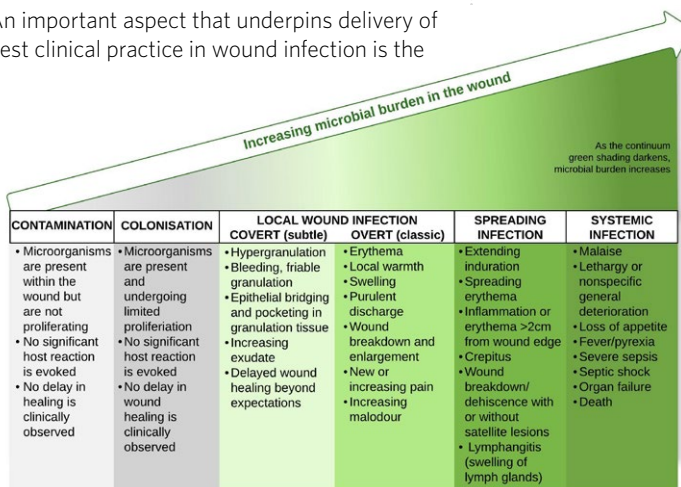 An important aspect that underpins delivery of
est clinical practice in wound infection is the
Increasing microbial burden in the wound
As the continuum
green shading darkens,
microbial burden increases
CONTAMINATION
• Microorganisms
are present
within the
wound but
are not
proliferating
• No significant
host reaction
is evoked
• No delay in
healing is
clinically
observed
COLONISATION
• Microorganisms
are present
and
undergoing
limited
proliferiation
• No significant
host reaction
is evoked
• No delay in
wound
healing is
clinically
observed
LOCAL WOUND INFECTION
COVERT (subtle)
• Hypergranulation
• Bleeding, friable
granulation
• Epithelial bridging
and pocketing in
granulation tissue
• Increasing
exudate
• Delayed wound
healing beyond
expectations
OVERT (classic)
• Erythema
• Local warmth
• Swelling
• Purulent
discharge
• Wound
breakdown and
enlargement
• New or
increasing pain
• Increasing
malodour
SPREADING
INFECTION
• Extending
induration
• Spreading
erythema
• Inflammation or
erythema >2cm
from wound edge
• Crepitus
• Wound
breakdown/
dehiscence with
or without
satellite lesions
• Lymphangitis
(swelling of
lymph glands)
SYSTEMIC
INFECTION
• Malaise
• Lethargy or
nonspecific
general
deterioration
• Loss of appetite
• Fever/pyrexia
• Severe sepsis
• Septic shock
• Organ failure
• Death